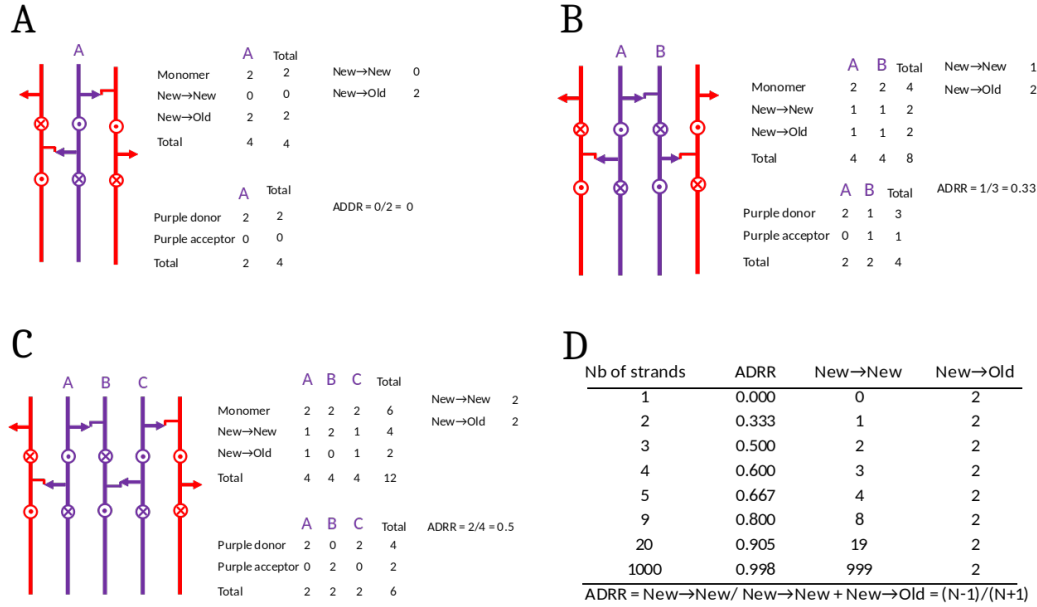 A
A
A Total
Monomer 2 2
New→New 0 0
New→Old 2 2
Total 4 4
New→New 0
New→Old 2
A Total
Purple donor 2 2
Purple acceptor 0 0
Total 2 4
ADDR = 0/2 = 0
B
A B
A B Total
Monomer 2 2 4
New→New 1 1 2
New→Old 1 1 2
Total 4 4 8
New→New 1
New→Old 2
A B Total
Purple donor 2 1 3
Purple acceptor 0 1 1
Total 2 2 4
ADRR = 1/3 = 0.33
C
A B C
A B C Total
Monomer 2 2 2 6
New→New 1 2 1 4
New→Old 1 0 1 2
Total 4 4 4 12
New→New 2
New→Old 2
A B C Total
Purple donor 2 0 2 4
Purple acceptor 0 2 0 2
Total 2 2 2 6
ADRR = 2/4 = 0.5
D
Nb of strands ADRR New→New New→Old
1 0.000 0 2
2 0.333 1 2
3 0.500 2 2
4 0.600 3 2
5 0.667 4 2
9 0.800 8 2
20 0.905 19 2
1000 0.998 999 2
ADRR = New→New/ New→New + New→Old = (N-1)/(N+1)